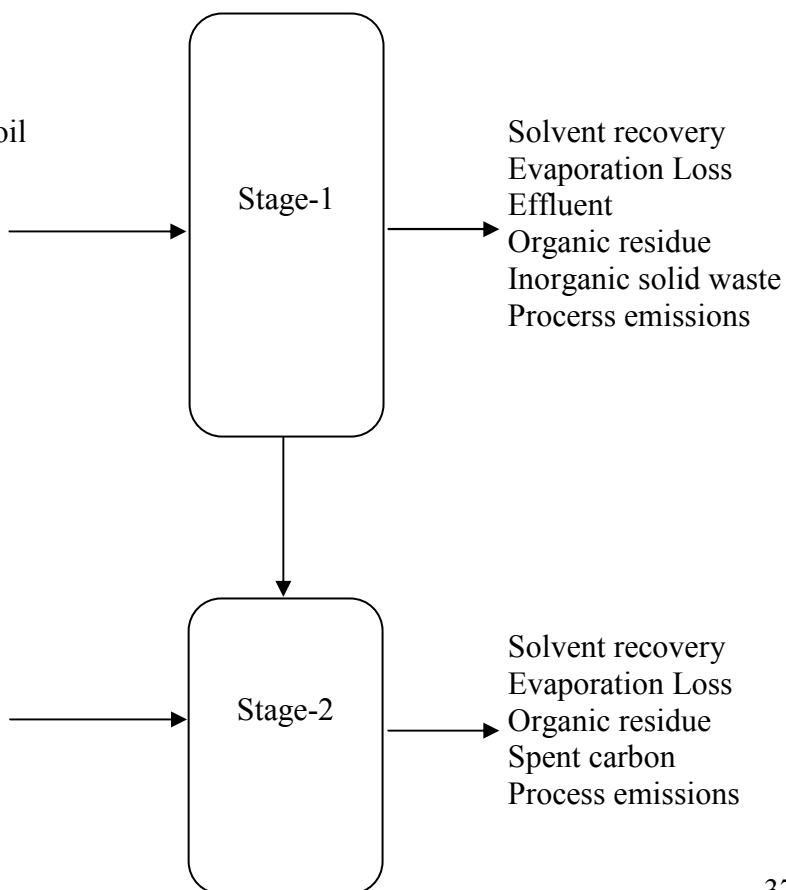 oil
Stage-1
Solvent recovery
Evaporation Loss
Effluent
Organic residue
Inorganic solid waste
Procerss emissions
Stage-2
Solvent recovery
Evaporation Loss
Organic residue
Spent carbon
Process emissions